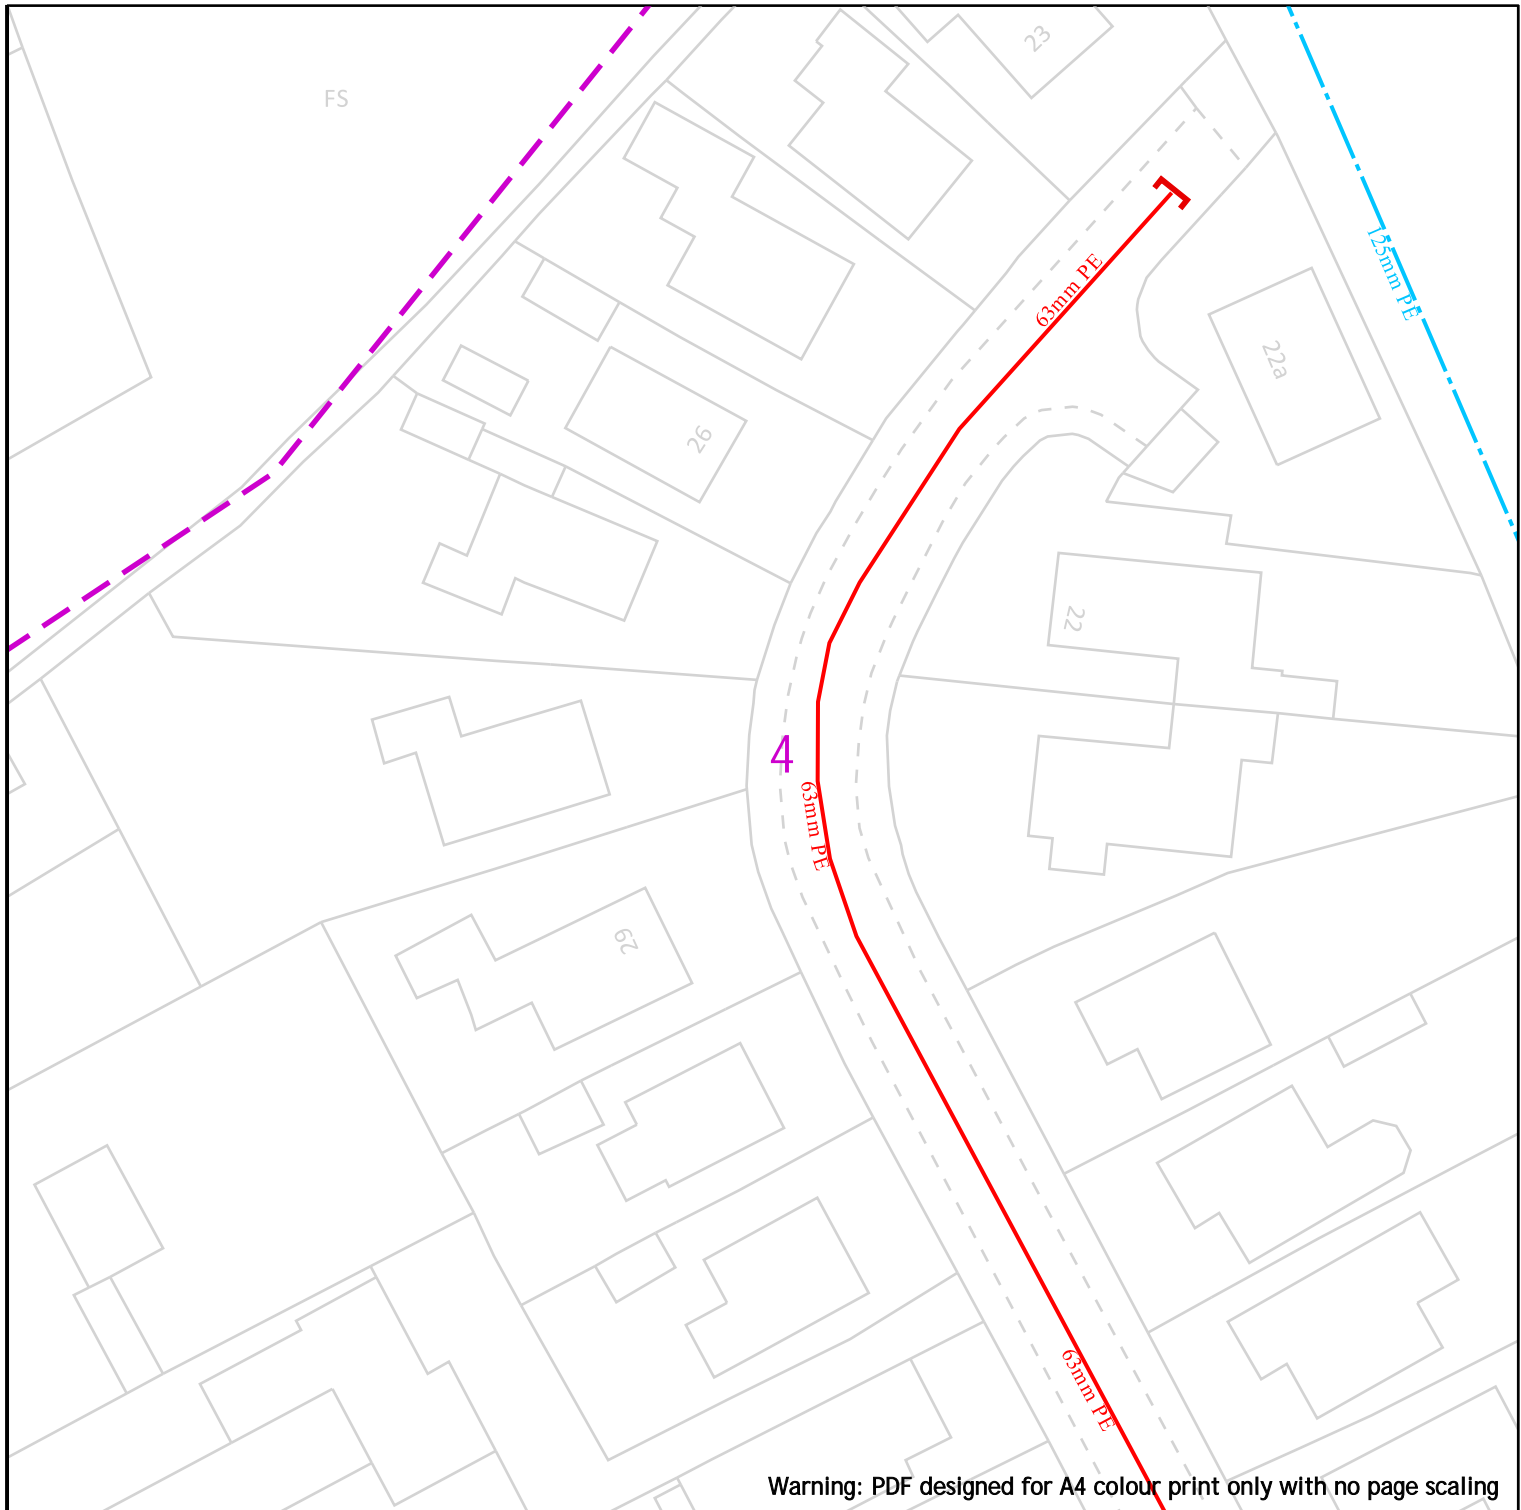 23
FS
125mm PE
63mm PE
22a
26
22
4
63mm PE
29
63mm PE
Warning: PDF designed for A4 colour print only with no page scaling